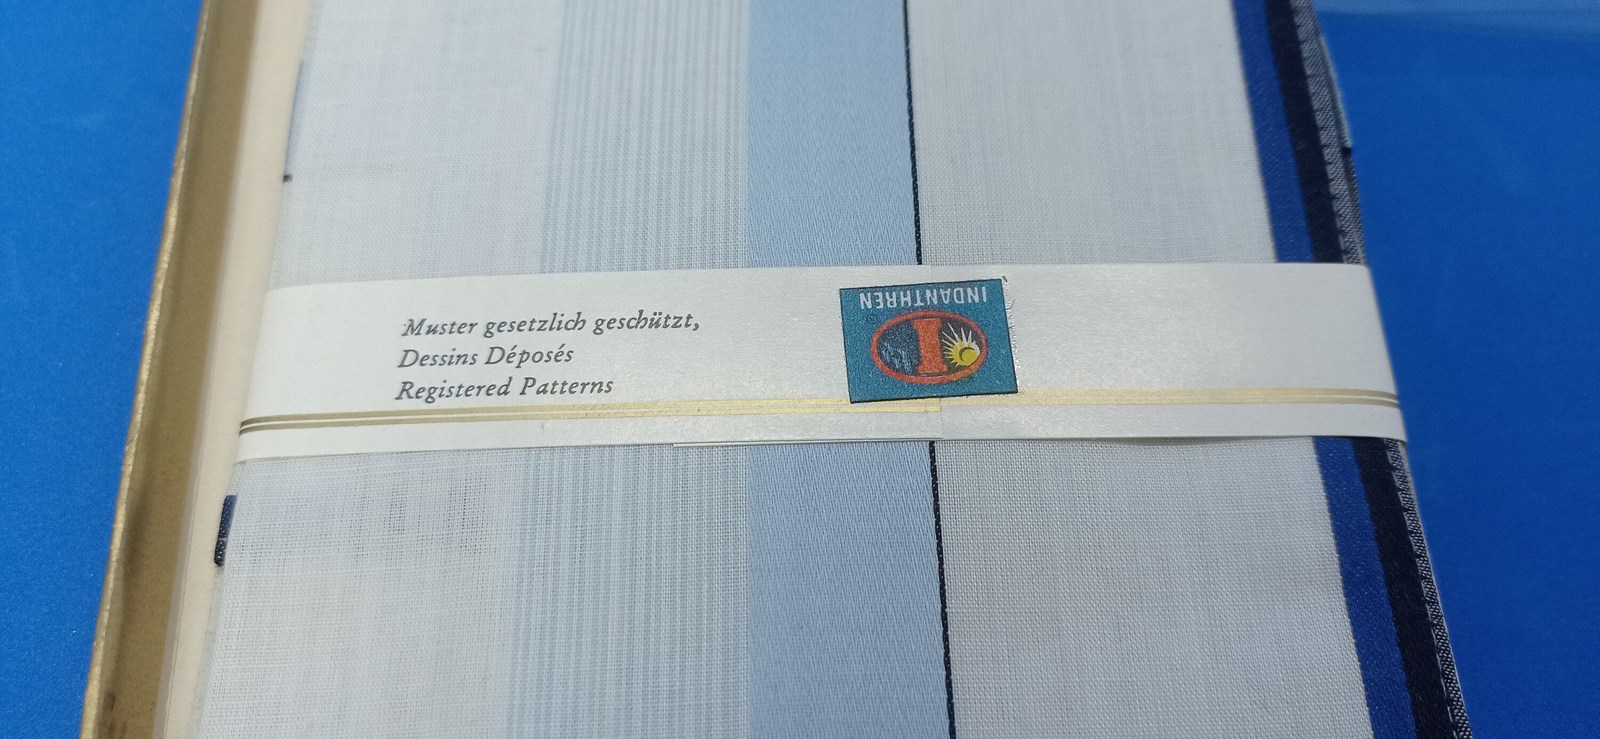 Muster gesetzlich geschützt,
Dessins Déposés
Registered Patterns
INDANTHREN
I